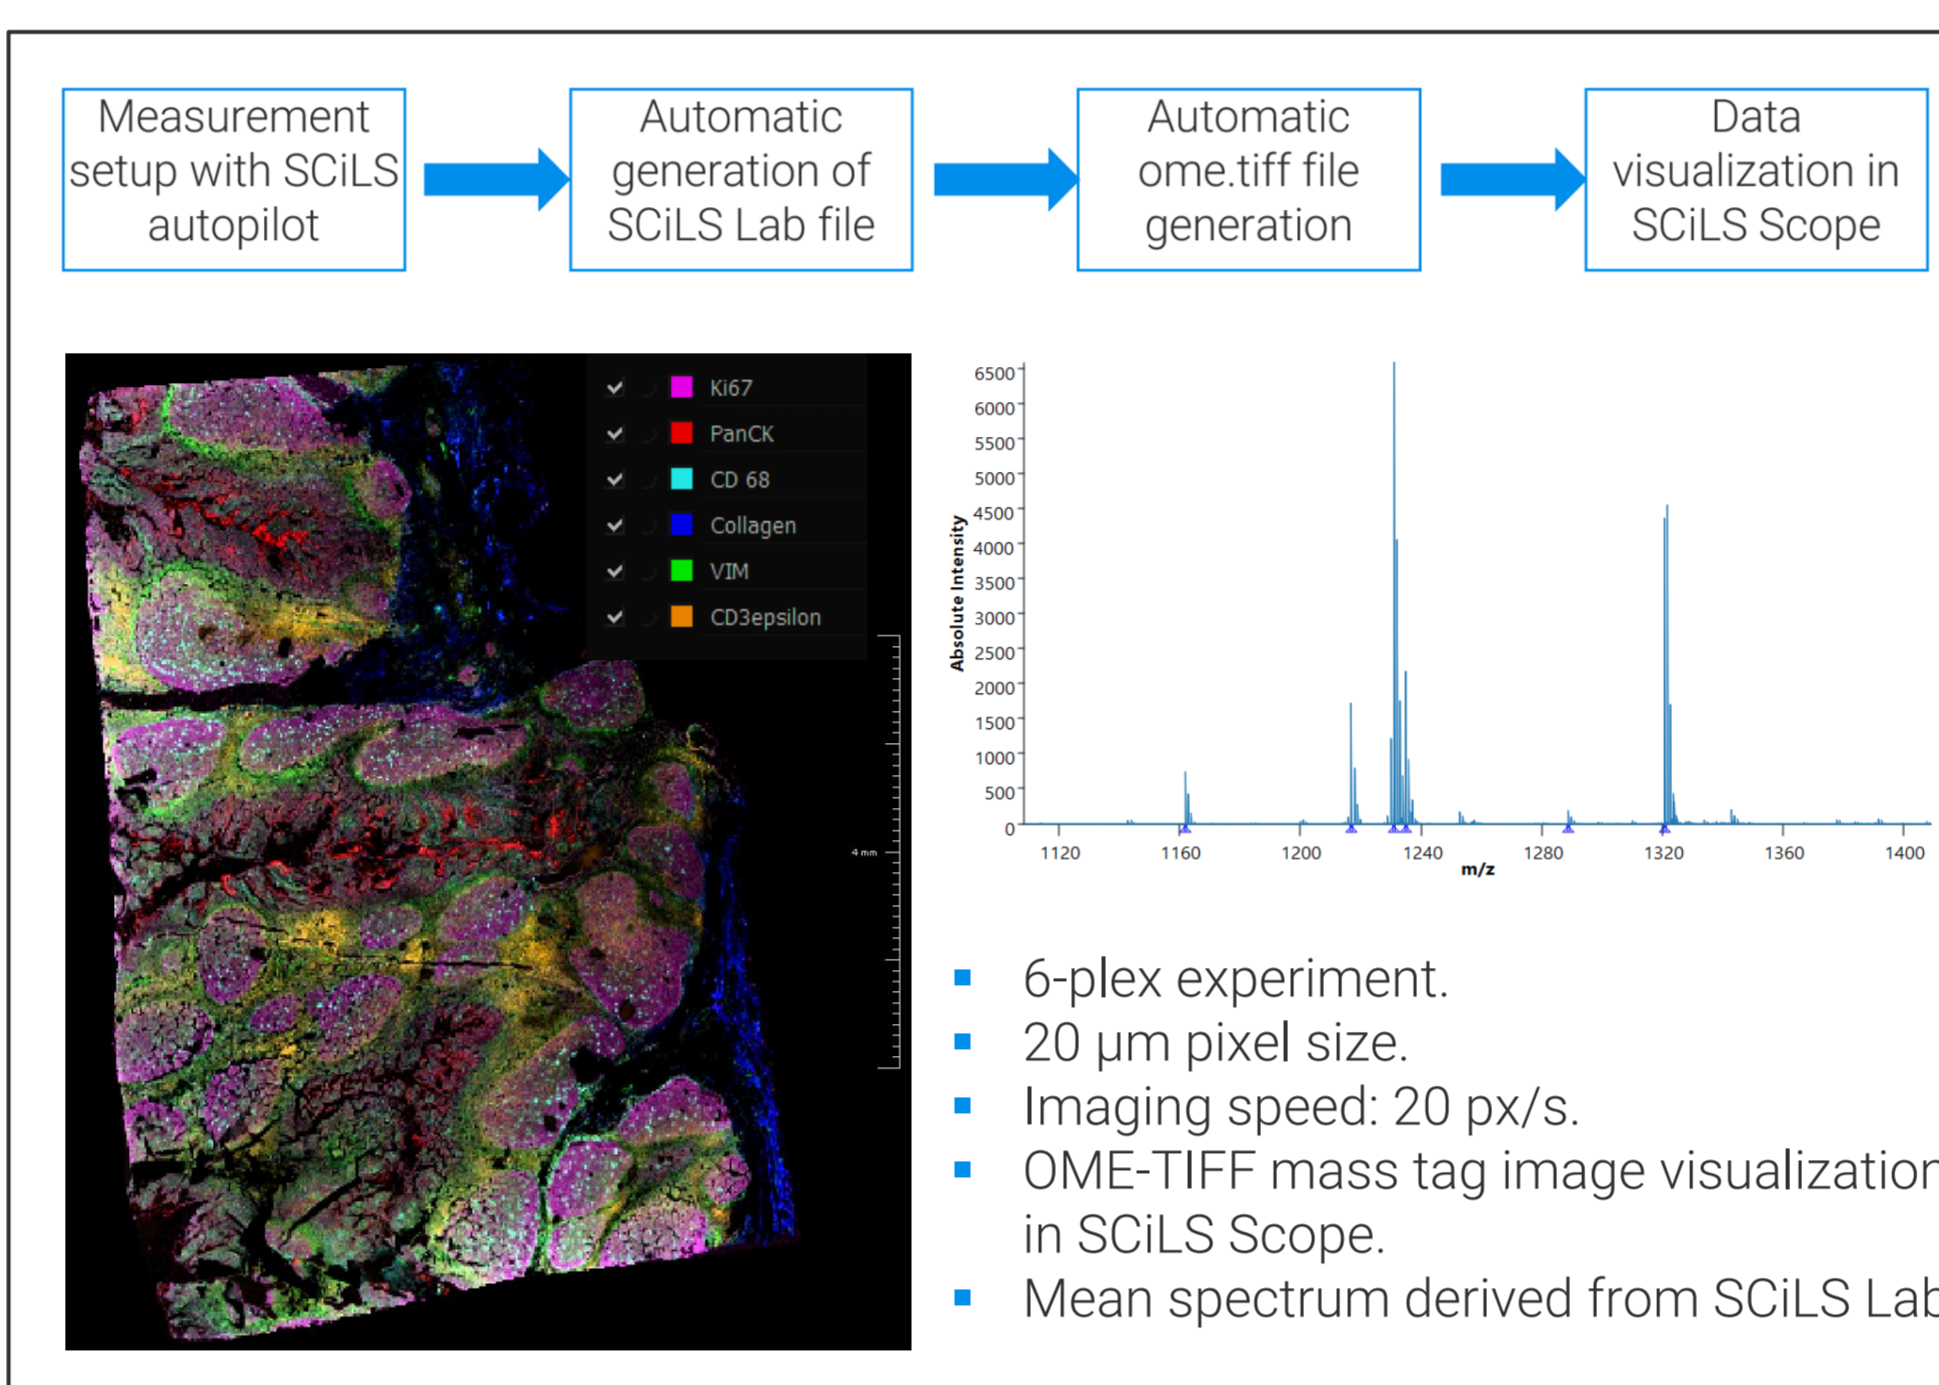 Measurement
setup with SCiLS
autopilot
Automatic
generation of
SCiLS Lab file
Automatic
ome.tiff file
generation
Data
visualization in
SCiLS Scope
Ki67
PanCK
CD 68
Collagen
VIM
CD3epsilon
4 mm
Absolute Intensity
6500
6000
5500
5000
4500
4000
3500
3000
2500
2000
1500
1000
500
0
1120 1160 1200 1240 1280 1320 1360 1400
m/z
6-plex experiment.
20 µm pixel size.
Imaging speed: 20 px/s.
OME-TIFF mass tag image visualization
in SCiLS Scope.
Mean spectrum derived from SCiLS Lab